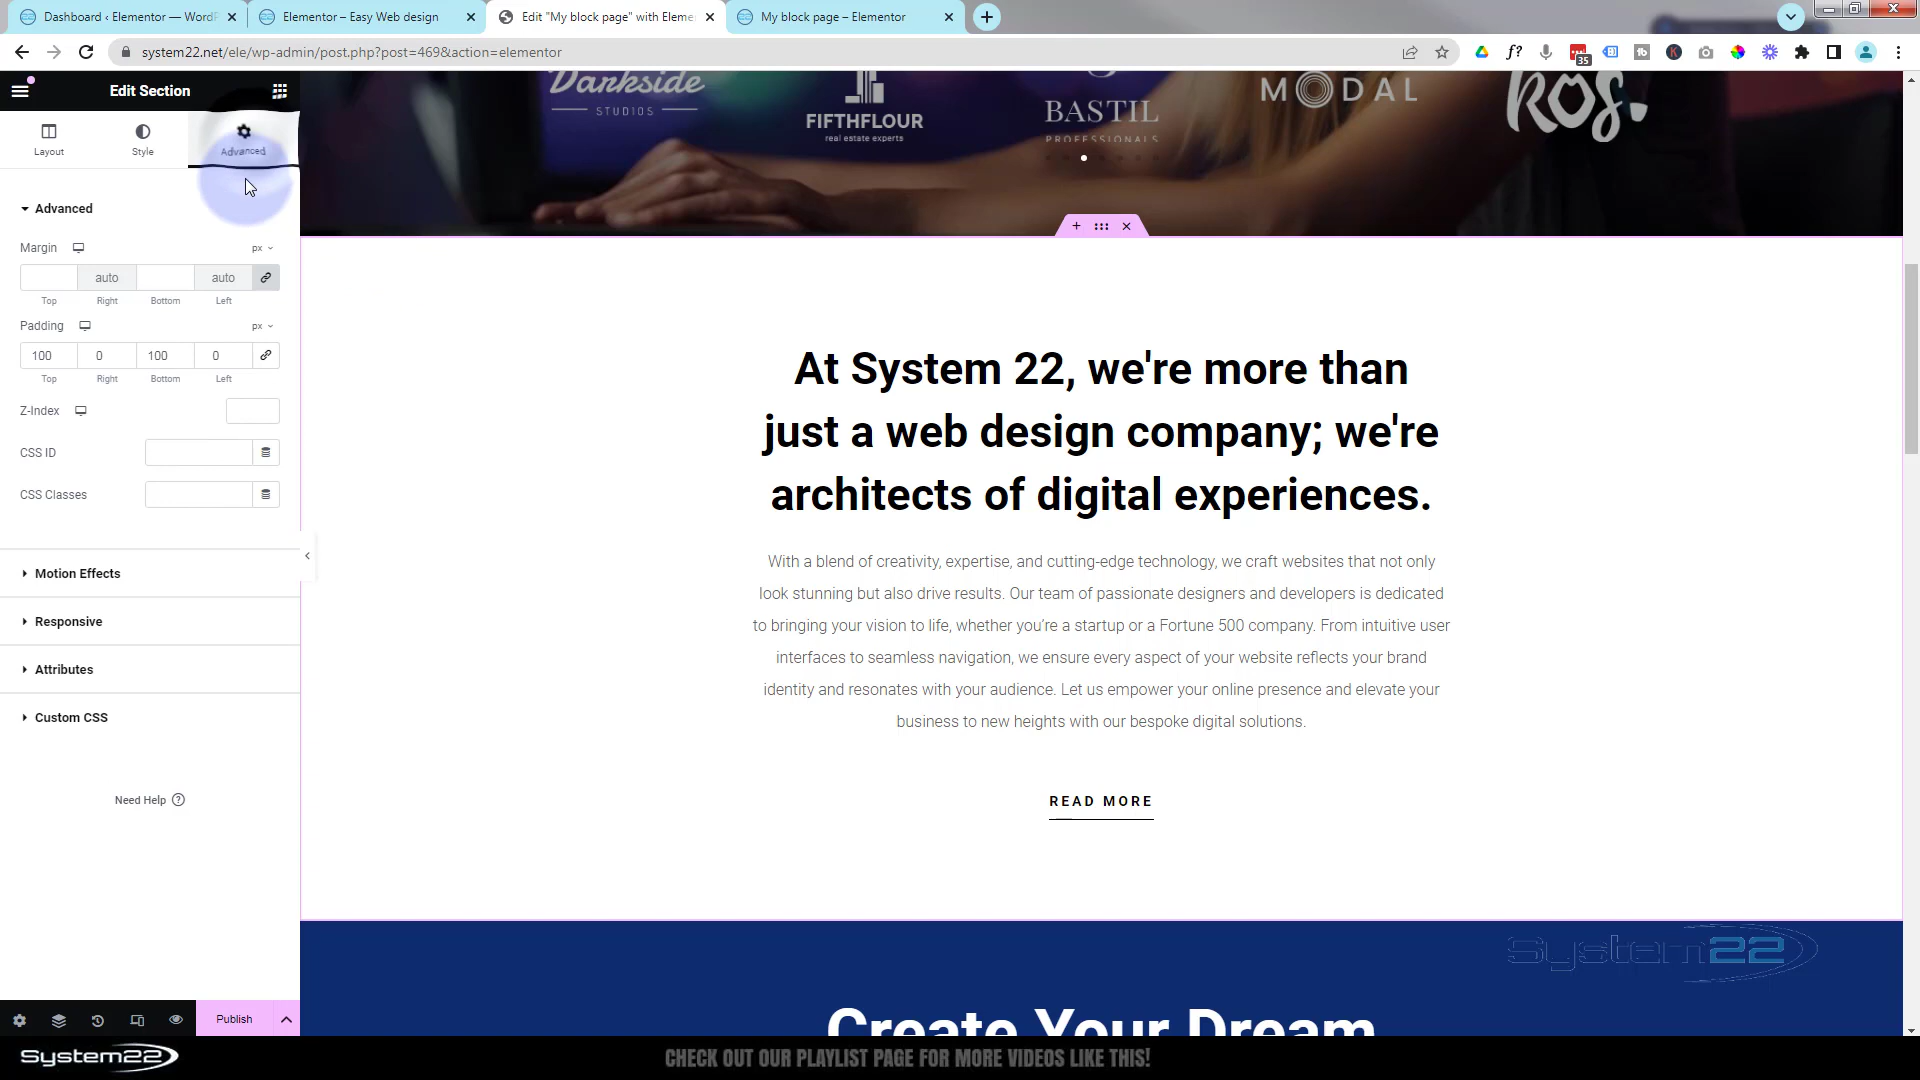 Dashboard ‹ Elementor — WordP
Elementor – Easy Web design
Edit "My block page" with Eleme
My block page – Elementor
system22.net/ele/wp-admin/post.php?post=469&action=elementor
35
Edit Section
Layout
Style
Advanced
Advanced
Margin
px
auto
auto
Top
Right
Bottom
Left
Padding
px
100
0
100
0
Top
Right
Bottom
Left
Z-Index
CSS ID
CSS Classes
Motion Effects
Responsive
Attributes
Custom CSS
Need Help
Publish
Darkside
STUDIOS
FIFTHFLOUR
real estate experts
BASTIL
PROFESSIONALS
MODAL
ROS.
At System 22, we're more than
just a web design company; we're
architects of digital experiences.
With a blend of creativity, expertise, and cutting-edge technology, we craft websites that not only
look stunning but also drive results. Our team of passionate designers and developers is dedicated
to bringing your vision to life, whether you're a startup or a Fortune 500 company. From intuitive user
interfaces to seamless navigation, we ensure every aspect of your website reflects your brand
identity and resonates with your audience. Let us empower your online presence and elevate your
business to new heights with our bespoke digital solutions.
READ MORE
Create Your Dream
System22
System22
CHECK OUT OUR PLAYLIST PAGE FOR MORE VIDEOS LIKE THIS!